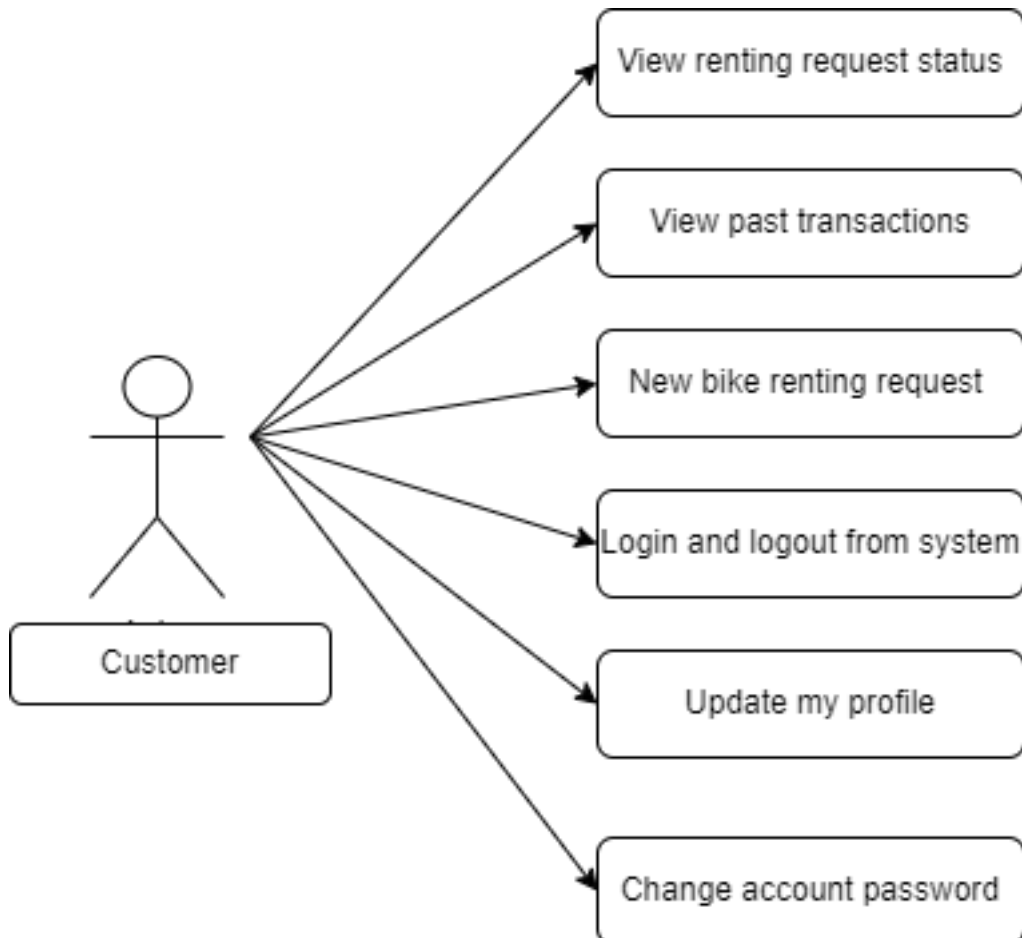 View renting request status
View past transactions
New bike renting request
Login and logout from system
Update my profile
Customer
Change account password